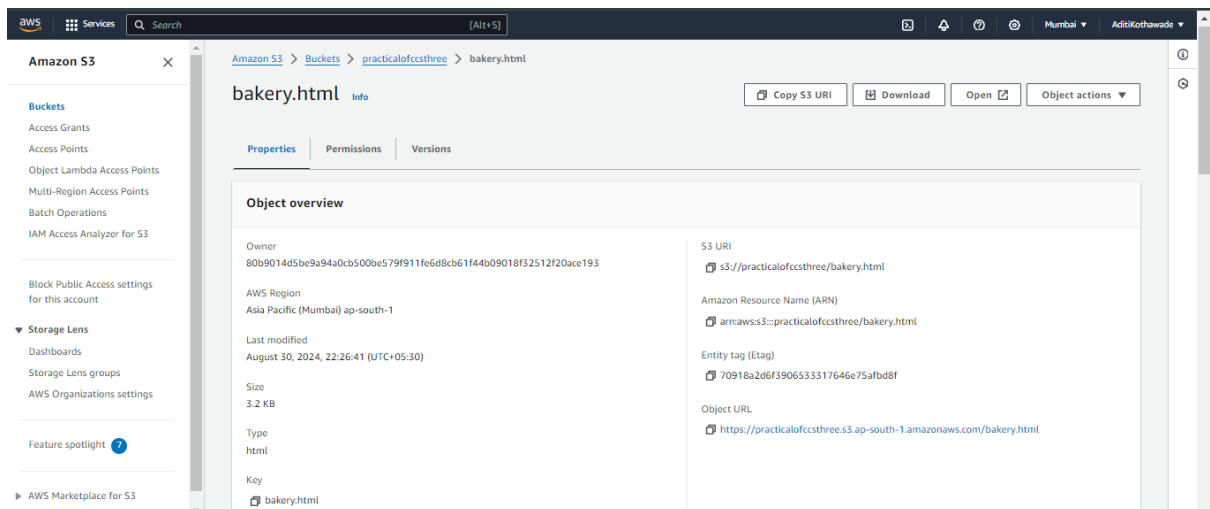 aws Services Search [Alt+S] Mumbai AditiKothawade
Amazon S3
Buckets
Access Grants
Access Points
Object Lambda Access Points
Multi-Region Access Points
Batch Operations
IAM Access Analyzer for S3
Block Public Access settings
for this account
Storage Lens
Dashboards
Storage Lens groups
AWS Organizations settings
Feature spotlight 7
AWS Marketplace for S3
Amazon S3 > Buckets > practicalofccsthree > bakery.html
bakery.html Info
Copy S3 URI Download Open Object actions
Properties Permissions Versions
Object overview
Owner
80b9014d5be9a94a0cb500be579f911fe6d8cb61f44b09018f32512f20ace193
AWS Region
Asia Pacific (Mumbai) ap-south-1
Last modified
August 30, 2024, 22:26:41 (UTC+05:30)
Size
3.2 KB
Type
html
Key
bakery.html
S3 URI
s3://practicalofccsthree/bakery.html
Amazon Resource Name (ARN)
arn:aws:s3:::practicalofccsthree/bakery.html
Entity tag (Etag)
70918a2d6f3906533317646e75afbd8f
Object URL
https://practicalofccsthree.s3.ap-south-1.amazonaws.com/bakery.html